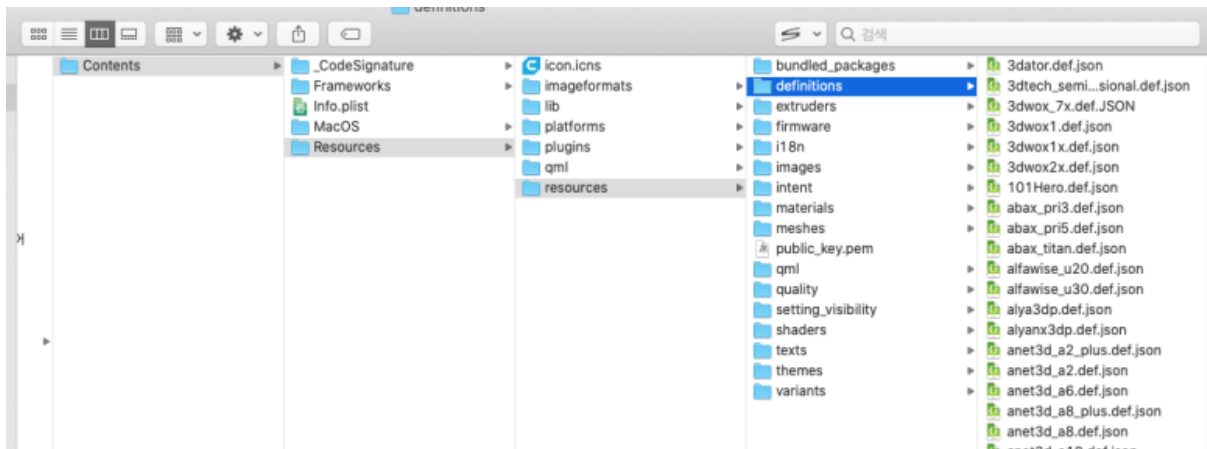 definitions
검색
Contents
_CodeSignature
Frameworks
Info.plist
MacOS
Resources
icon.icns
imageformats
lib
platforms
plugins
qml
resources
bundled_packages
definitions
extruders
firmware
i18n
images
intent
materials
meshes
public_key.pem
qml
quality
setting_visibility
shaders
texts
themes
variants
3dator.def.json
3dtech_semi...sional.def.json
3dwox_7x.def.JSON
3dwox1.def.json
3dwox1x.def.json
3dwox2x.def.json
101Hero.def.json
abax_pri3.def.json
abax_pri5.def.json
abax_titan.def.json
alfawise_u20.def.json
alfawise_u30.def.json
alya3dp.def.json
alyanx3dp.def.json
anet3d_a2_plus.def.json
anet3d_a2.def.json
anet3d_a6.def.json
anet3d_a8_plus.def.json
anet3d_a8.def.json